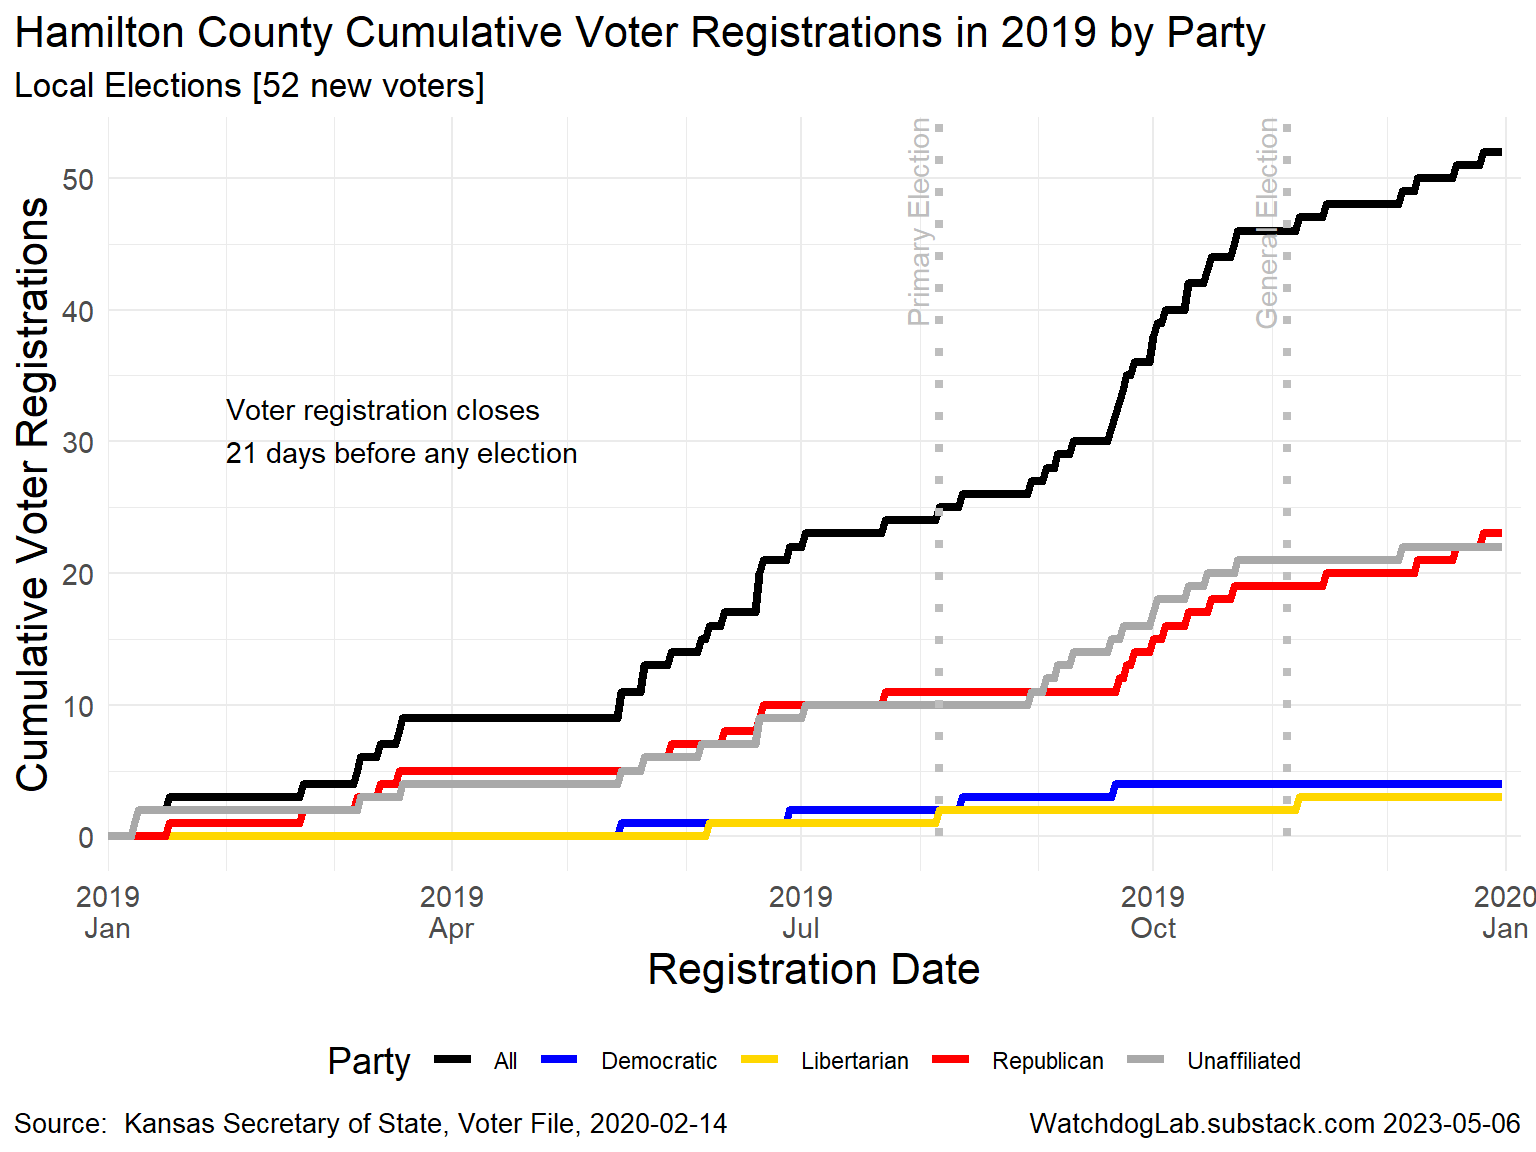 Hamilton County Cumulative Voter Registrations in 2019 by Party
Local Elections [52 new voters]
Cumulative Voter Registrations
50
40
30
20
10
0
Primary Election
General Election
Voter registration closes
21 days before any election
2019 2019 2019 2019 2020
Jan Apr Jul Oct Jan
Registration Date
Party All Democratic Libertarian Republican Unaffiliated
Source:  Kansas Secretary of State, Voter File, 2020-02-14
WatchdogLab.substack.com 2023-05-06